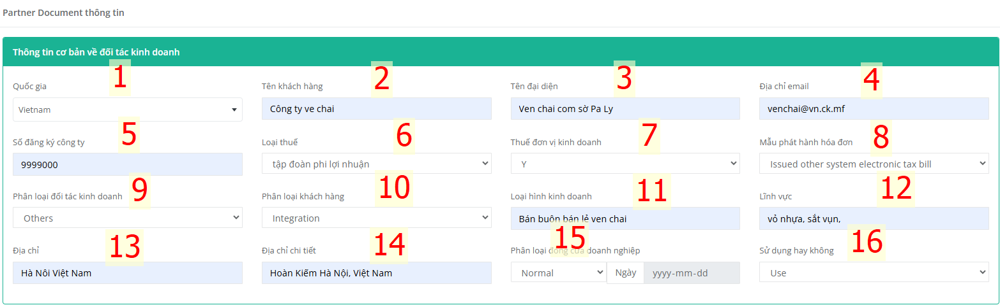 Partner Document thông tin
Thông tin cơ bản về đối tác kinh doanh
1 2 3 4
Quốc gia Tên khách hàng Tên đại diện Địa chỉ email
Vietnam Công ty ve chai Ven chai com sờ Pa Ly venchai@vn.ck.mf
5 6 7 8
Số đăng ký công ty Loại thuế Thuế đơn vị kinh doanh Mẫu phát hành hóa đơn
9999000 tập đoàn phi lợi nhuận Y Issued other system electronic tax bill
9 10 11 12
Phân loại đối tác kinh doanh Phân loại khách hàng Loại hình kinh doanh Lĩnh vực
Others Integration Bán buôn bán lẻ ven chai vỏ nhựa, sắt vụn,
13 14 15 16
Địa chỉ Địa chỉ chi tiết Phân loại đóng cửa doanh nghiệp Sử dụng hay không
Hà Nôi Việt Nam Hoàn Kiếm Hà Nội, Việt Nam Normal Ngày yyyy-mm-dd Use